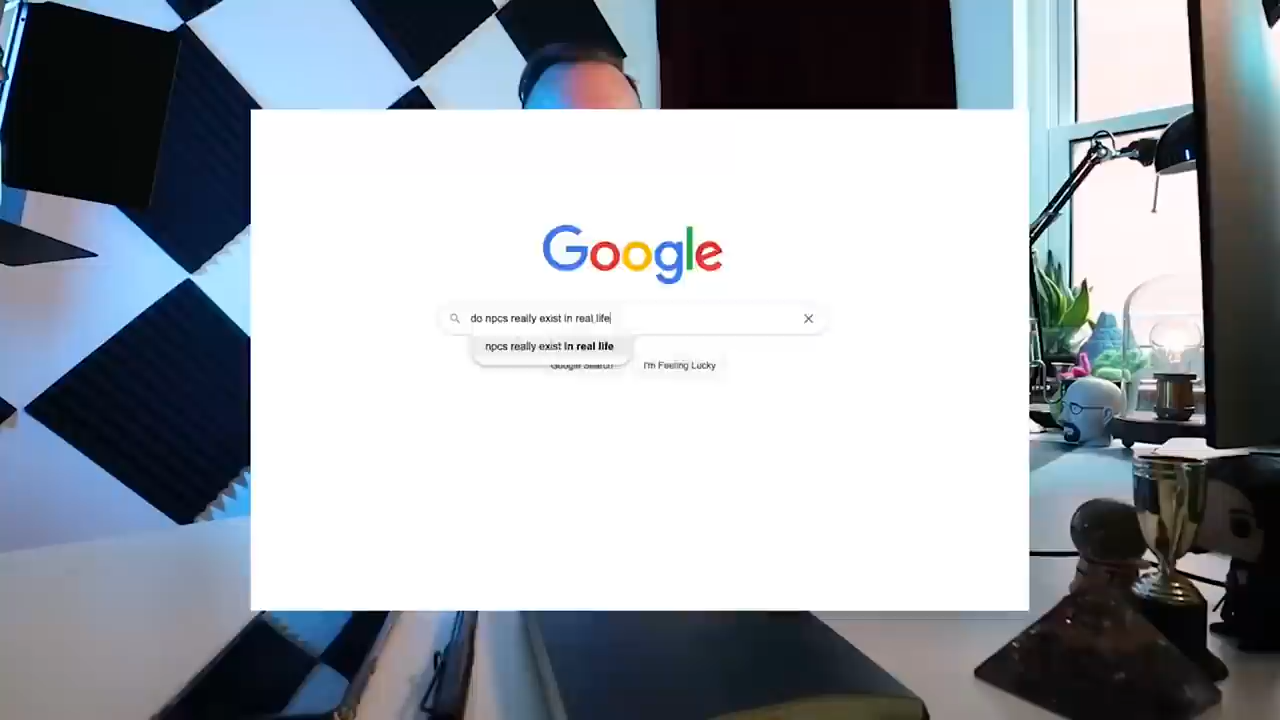 Google
do npcs really exist in real life
npcs really exist in real life
Google Search
I'm Feeling Lucky